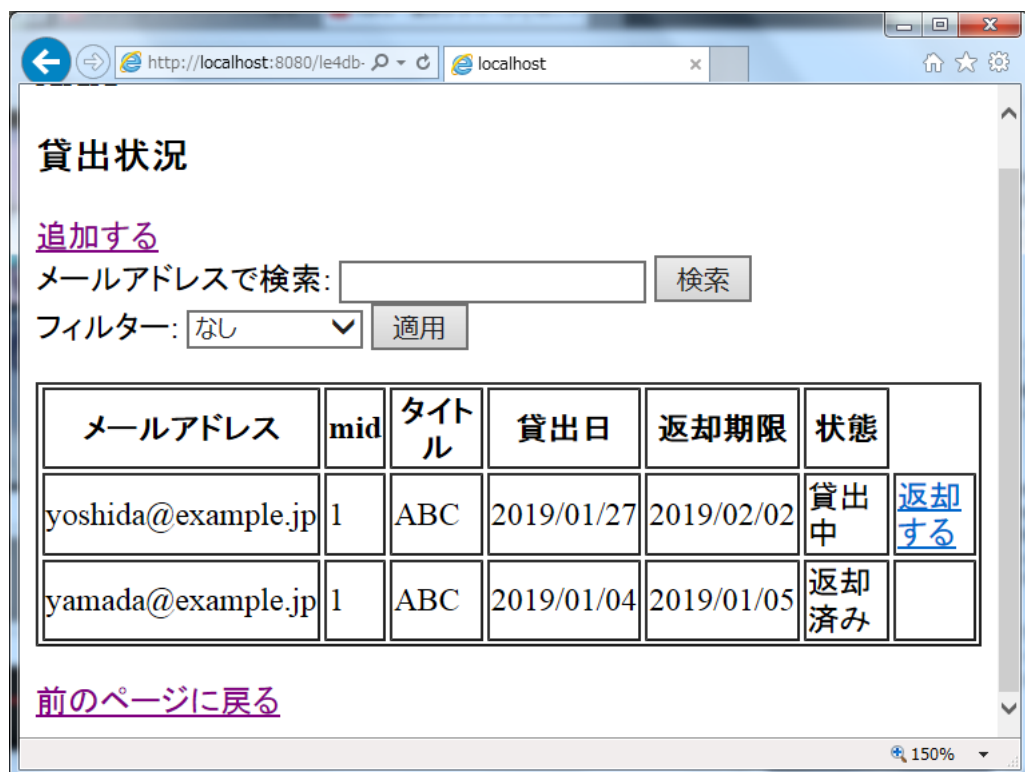 http://localhost:8080/le4db-
localhost
貸出状況
追加する
メールアドレスで検索: 検索
フィルター: なし 適用
メールアドレス mid タイト 貸出日 返却期限 状態
ル
yoshida@example.jp 1 ABC 2019/01/27 2019/02/02 貸出 返却
中 する
yamada@example.jp 1 ABC 2019/01/04 2019/01/05 返却
済み
前のページに戻る
150%